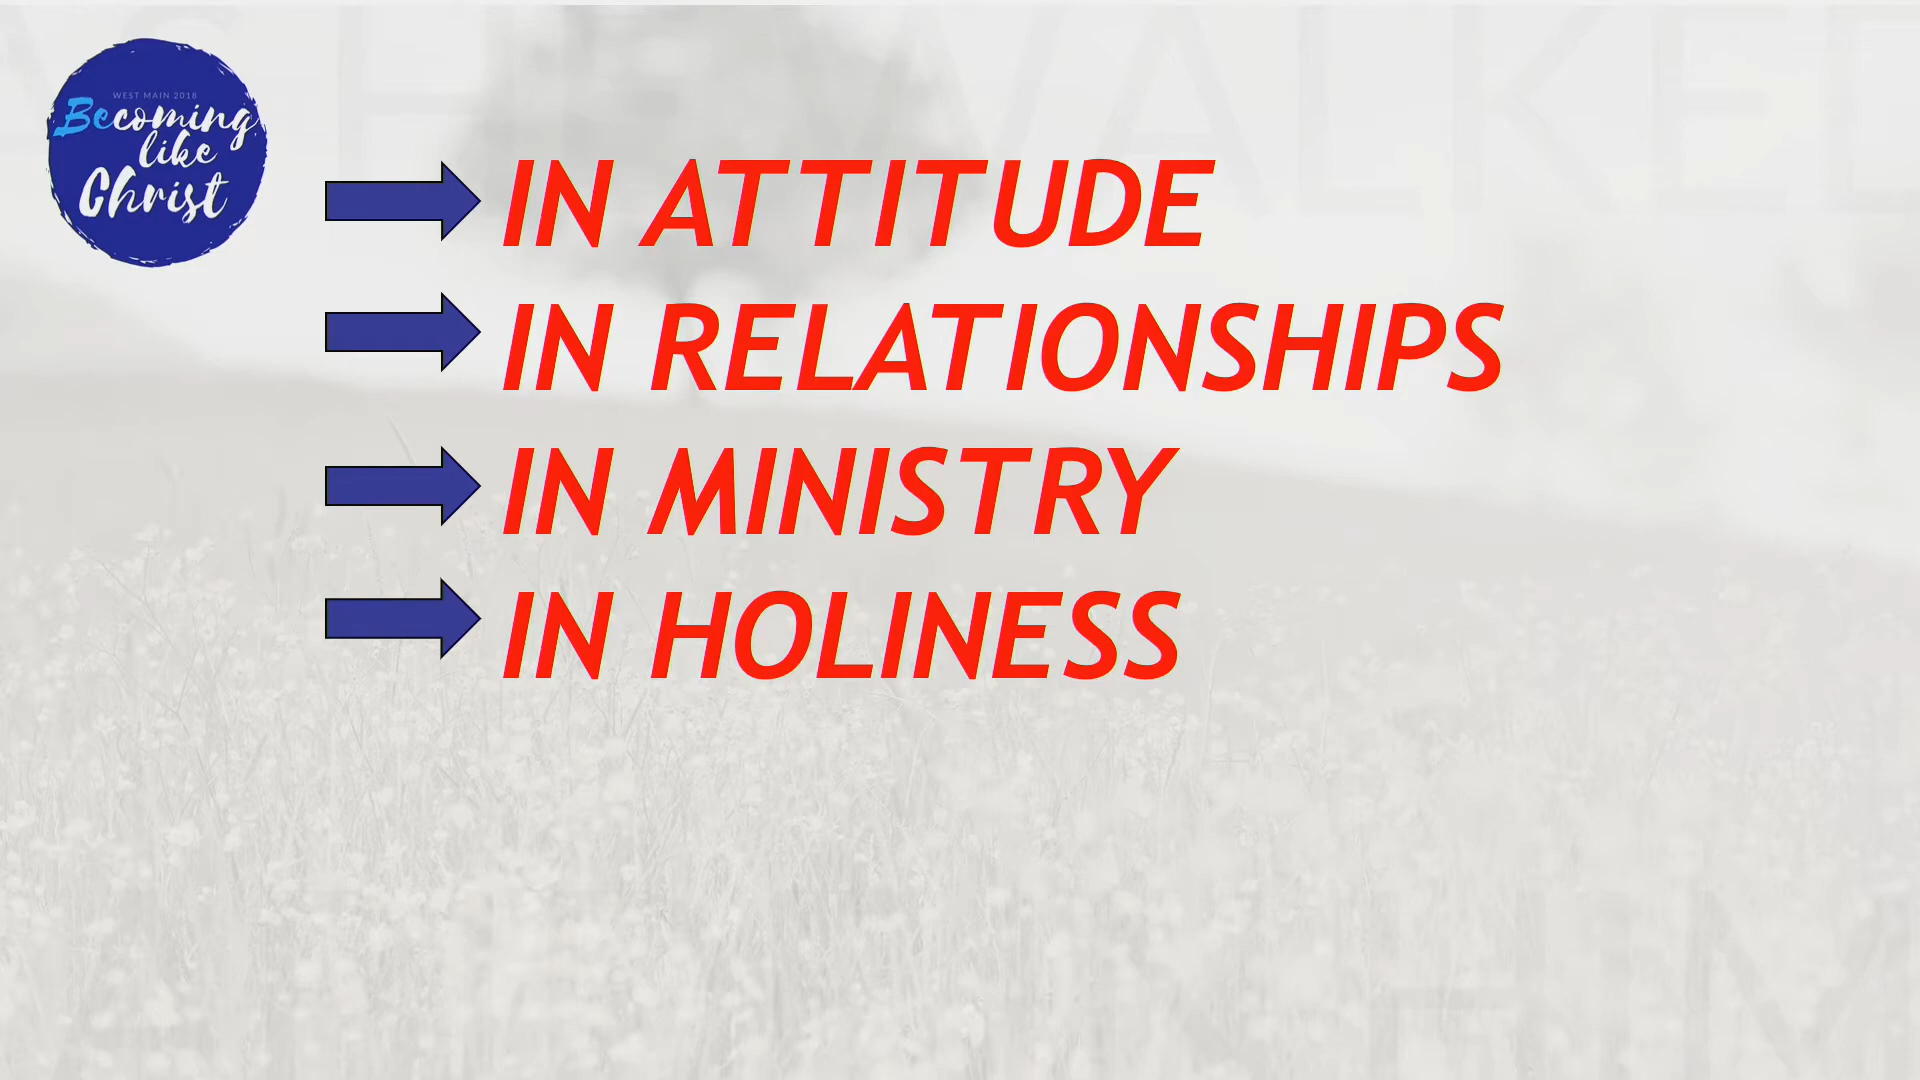 WEST MAIN 2018
Becoming
like
Christ
IN ATTITUDE
IN RELATIONSHIPS
IN MINISTRY
IN HOLINESS